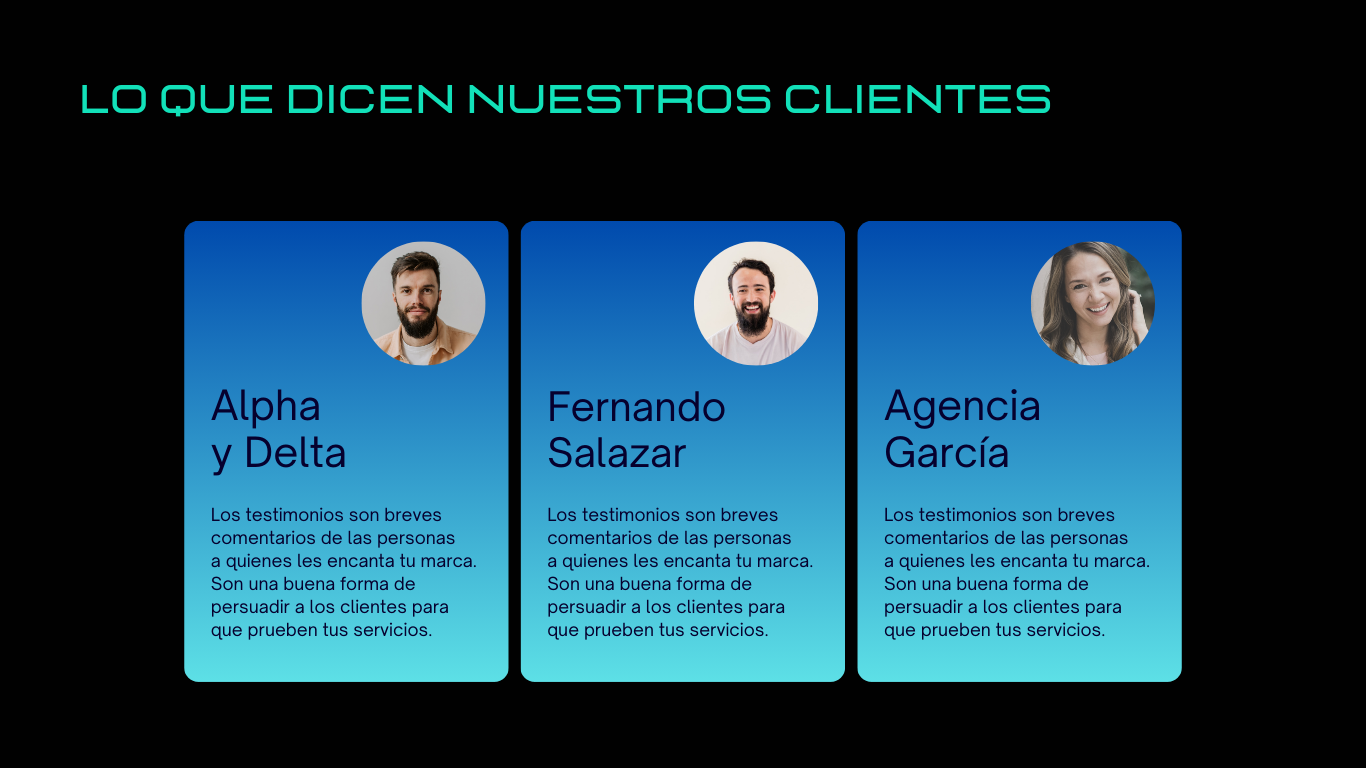 LO QUE DICEN NUESTROS CLIENTES
Alpha
y Delta
Los testimonios son breves
comentarios de las personas
a quienes les encanta tu marca.
Son una buena forma de
persuadir a los clientes para
que prueben tus servicios.
Fernando
Salazar
Los testimonios son breves
comentarios de las personas
a quienes les encanta tu marca.
Son una buena forma de
persuadir a los clientes para
que prueben tus servicios.
Agencia
García
Los testimonios son breves
comentarios de las personas
a quienes les encanta tu marca.
Son una buena forma de
persuadir a los clientes para
que prueben tus servicios.